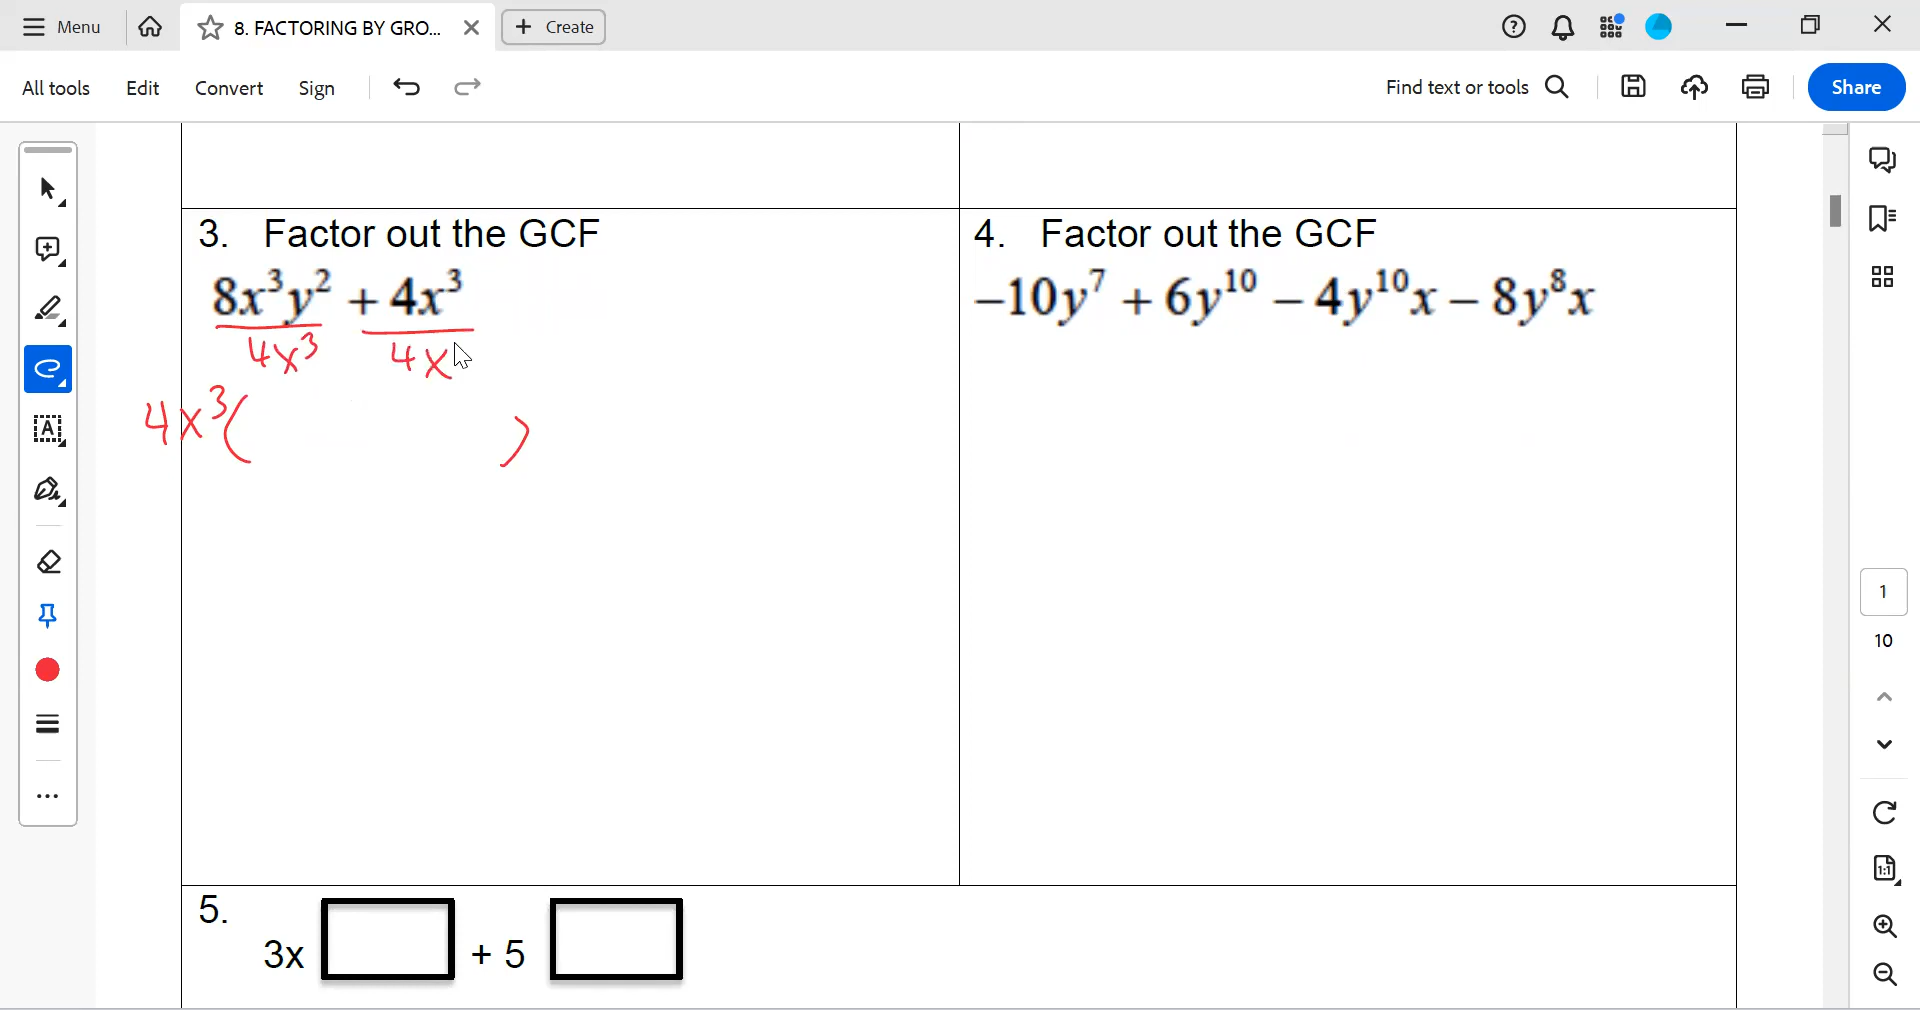 Menu
8. FACTORING BY GRO...
Create
All tools
Edit
Convert
Sign
Find text or tools
Share
3. Factor out the GCF
8x³y² + 4x³
4x³ 4x
4x³( )
4. Factor out the GCF
−10y⁷ + 6y¹⁰ − 4y¹⁰x − 8y⁸x
5.
3x + 5
1
10